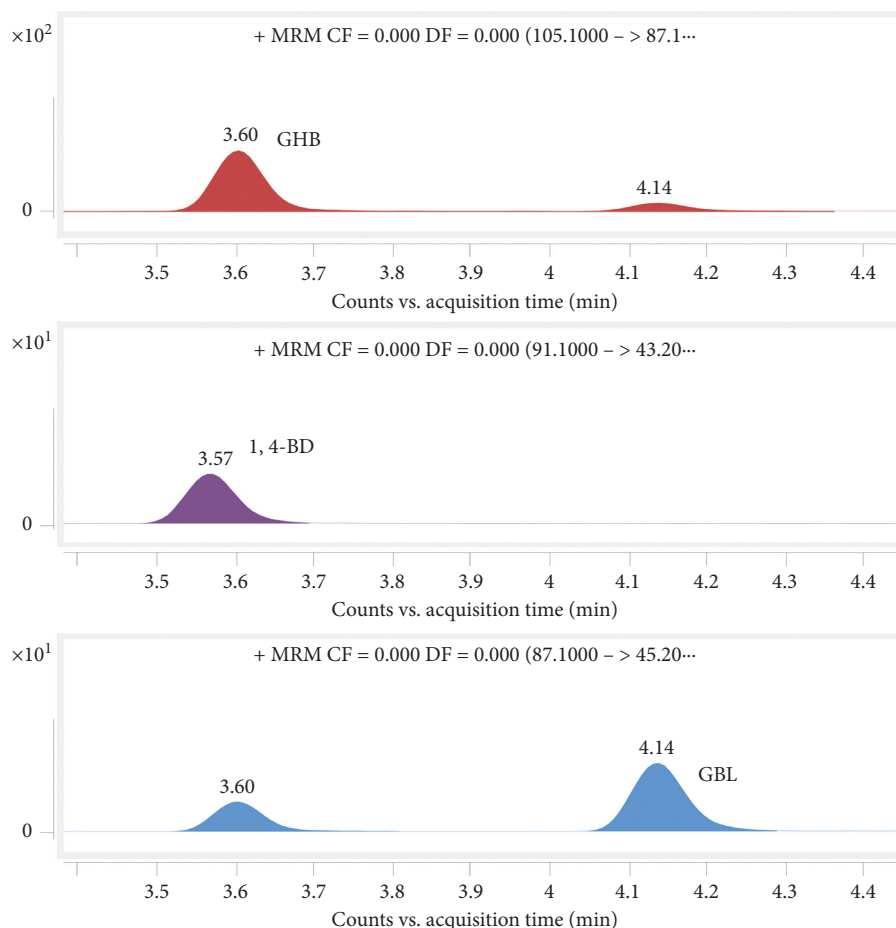 ×10²
+ MRM CF = 0.000 DF = 0.000 (105.1000 – > 87.1···
3.60 GHB
4.14
0
3.5 3.6 3.7 3.8 3.9 4 4.1 4.2 4.3 4.4
Counts vs. acquisition time (min)
×10¹
+ MRM CF = 0.000 DF = 0.000 (91.1000 – > 43.20···
1, 4-BD
3.57
0
3.5 3.6 3.7 3.8 3.9 4 4.1 4.2 4.3 4.4
Counts vs. acquisition time (min)
×10¹
+ MRM CF = 0.000 DF = 0.000 (87.1000 – > 45.20···
4.14
GBL
3.60
0
3.5 3.6 3.7 3.8 3.9 4 4.1 4.2 4.3 4.4
Counts vs. acquisition time (min)